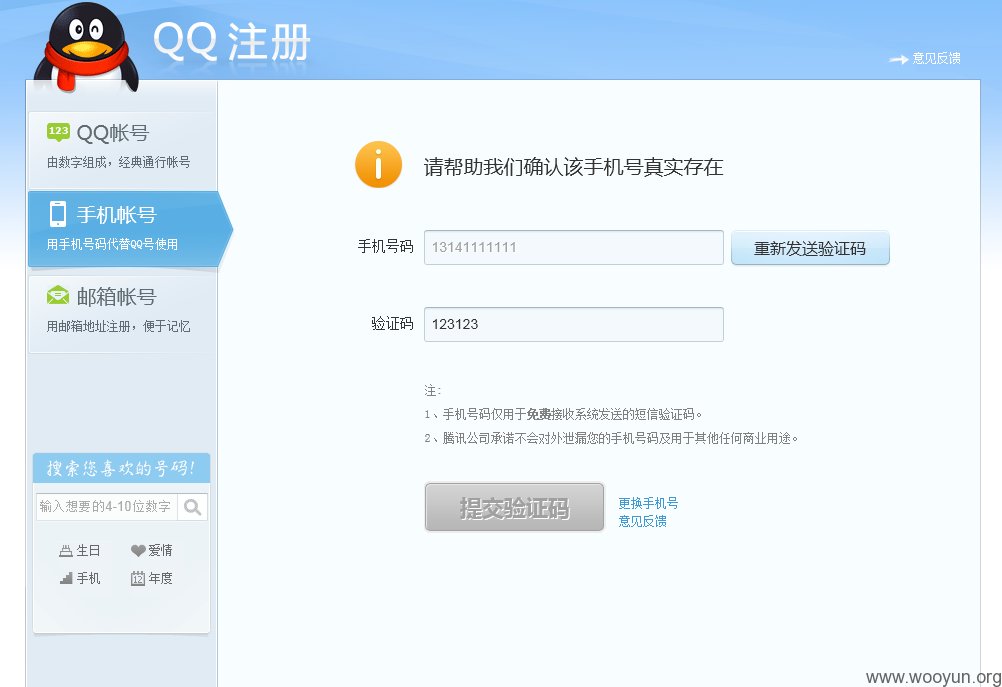 QQ 注册
意见反馈
123 QQ帐号
由数字组成，经典通行帐号
手机帐号
用手机号码代替QQ号使用
邮箱帐号
用邮箱地址注册，便于记忆
请帮助我们确认该手机号真实存在
手机号码 13141111111 重新发送验证码
验证码 123123
注：
1、手机号码仅用于免费接收系统发送的短信验证码。
2、腾讯公司承诺不会对外泄漏您的手机号码及用于其他任何商业用途。
提交验证码
更换手机号
意见反馈
搜索您喜欢的号码！
输入想要的4-10位数字
生日 爱情
手机 12 年度
www.wooyun.org